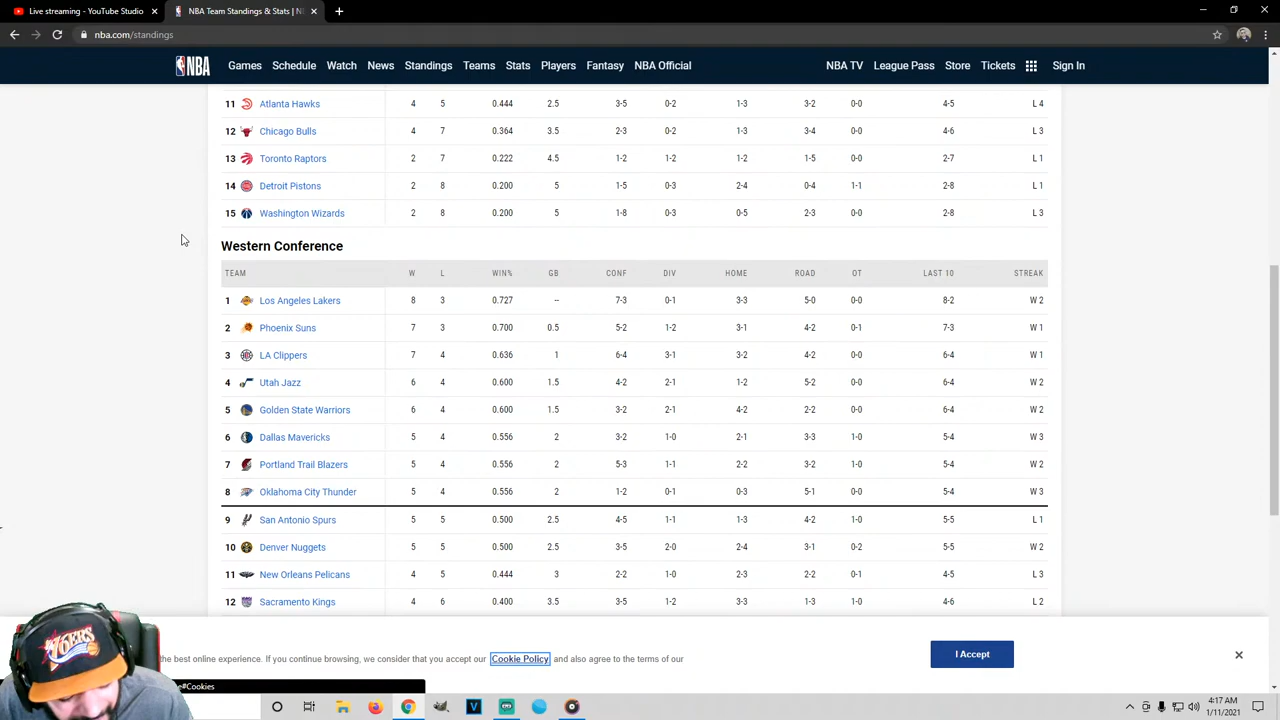 Live streaming - YouTube Studio NBA Team Standings & Stats | NE
nba.com/standings
NBA Games Schedule Watch News Standings Teams Stats Players Fantasy NBA Official NBA TV League Pass Store Tickets Sign In
11 Atlanta Hawks 4 5 0.444 2.5 3-5 0-2 1-3 3-2 0-0 4-5 L 4
12 Chicago Bulls 4 7 0.364 3.5 2-3 0-2 1-3 3-4 0-0 4-6 L 3
13 Toronto Raptors 2 7 0.222 4.5 1-2 1-2 1-2 1-5 0-0 2-7 L 1
14 Detroit Pistons 2 8 0.200 5 1-5 0-3 2-4 0-4 1-1 2-8 L 1
15 Washington Wizards 2 8 0.200 5 1-8 0-3 0-5 2-3 0-0 2-8 L 3
Western Conference
TEAM W L WIN% GB CONF DIV HOME ROAD OT LAST 10 STREAK
1 Los Angeles Lakers 8 3 0.727 -- 7-3 0-1 3-3 5-0 0-0 8-2 W 2
2 Phoenix Suns 7 3 0.700 0.5 5-2 1-2 3-1 4-2 0-1 7-3 W 1
3 LA Clippers 7 4 0.636 1 6-4 3-1 3-2 4-2 0-0 6-4 W 1
4 Utah Jazz 6 4 0.600 1.5 4-2 2-1 1-2 5-2 0-0 6-4 W 2
5 Golden State Warriors 6 4 0.600 1.5 3-2 2-1 4-2 2-2 0-0 6-4 W 2
6 Dallas Mavericks 5 4 0.556 2 3-2 1-0 2-1 3-3 1-0 5-4 W 3
7 Portland Trail Blazers 5 4 0.556 2 5-3 1-1 2-2 3-2 1-0 5-4 W 2
8 Oklahoma City Thunder 5 4 0.556 2 1-2 0-1 0-3 5-1 0-0 5-4 W 3
9 San Antonio Spurs 5 5 0.500 2.5 4-5 1-1 1-3 4-2 1-0 5-5 L 1
10 Denver Nuggets 5 5 0.500 2.5 3-5 2-0 2-4 3-1 0-2 5-5 W 2
11 New Orleans Pelicans 4 5 0.444 3 2-2 1-0 2-3 2-2 0-1 4-5 L 3
12 Sacramento Kings 4 6 0.400 3.5 3-5 1-2 3-3 1-3 1-0 4-6 L 2
the best online experience. If you continue browsing, we consider that you accept our Cookie Policy and also agree to the terms of our
I Accept
e#Cookies
76ERS
4:17 AM
1/11/2021